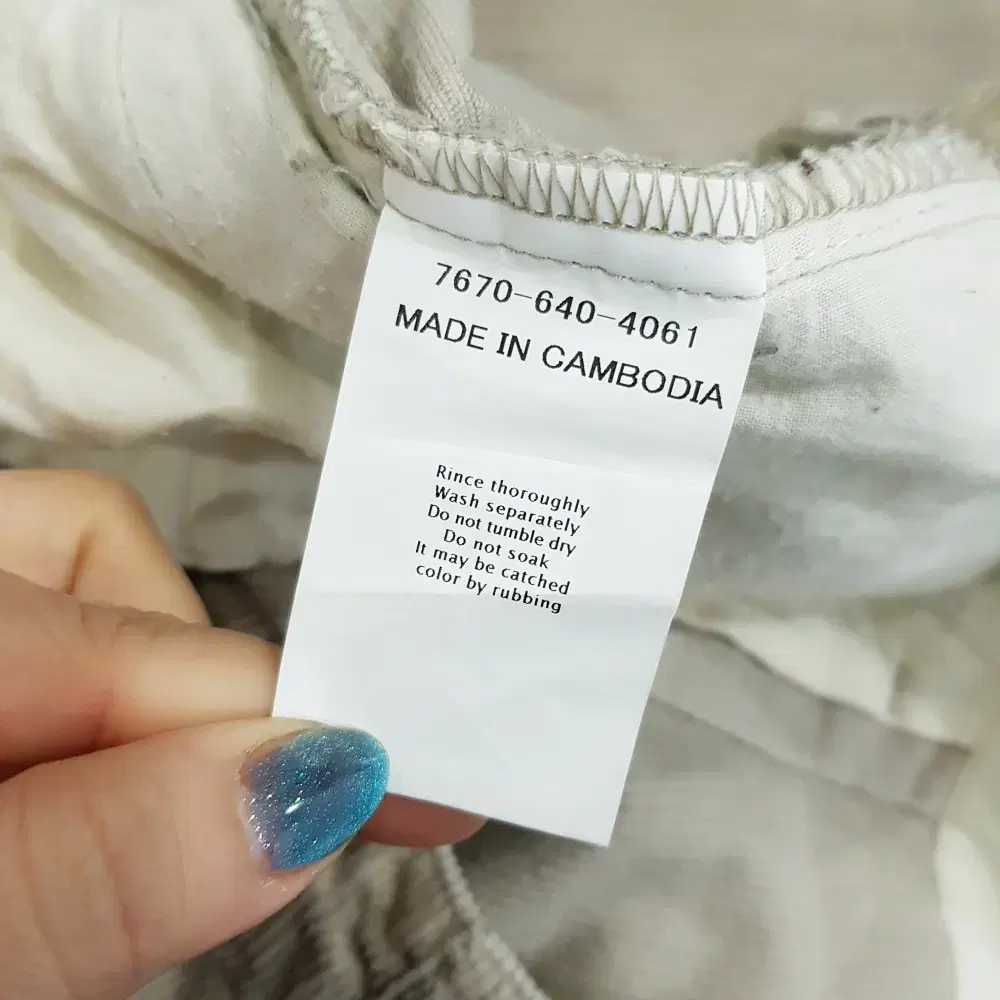 7670-640-4061
MADE IN CAMBODIA
Rince thoroughly
Wash separately
Do not tumble dry
Do not soak
It may be catched
color by rubbing